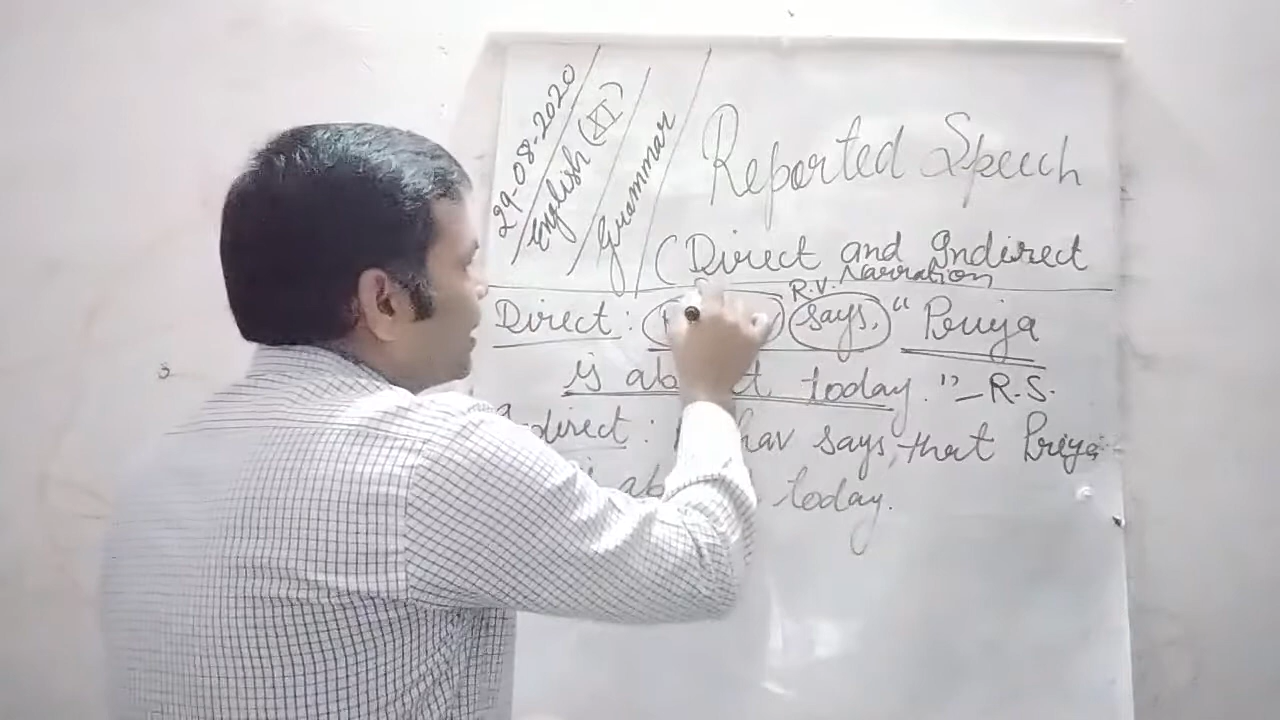 29-08-2020
English (XI)
Grammar
Reported Speech
(Direct and Indirect
Narration
R.V.
Direct: says, " Priya
is today." - R.S.
says, that Priya
today.